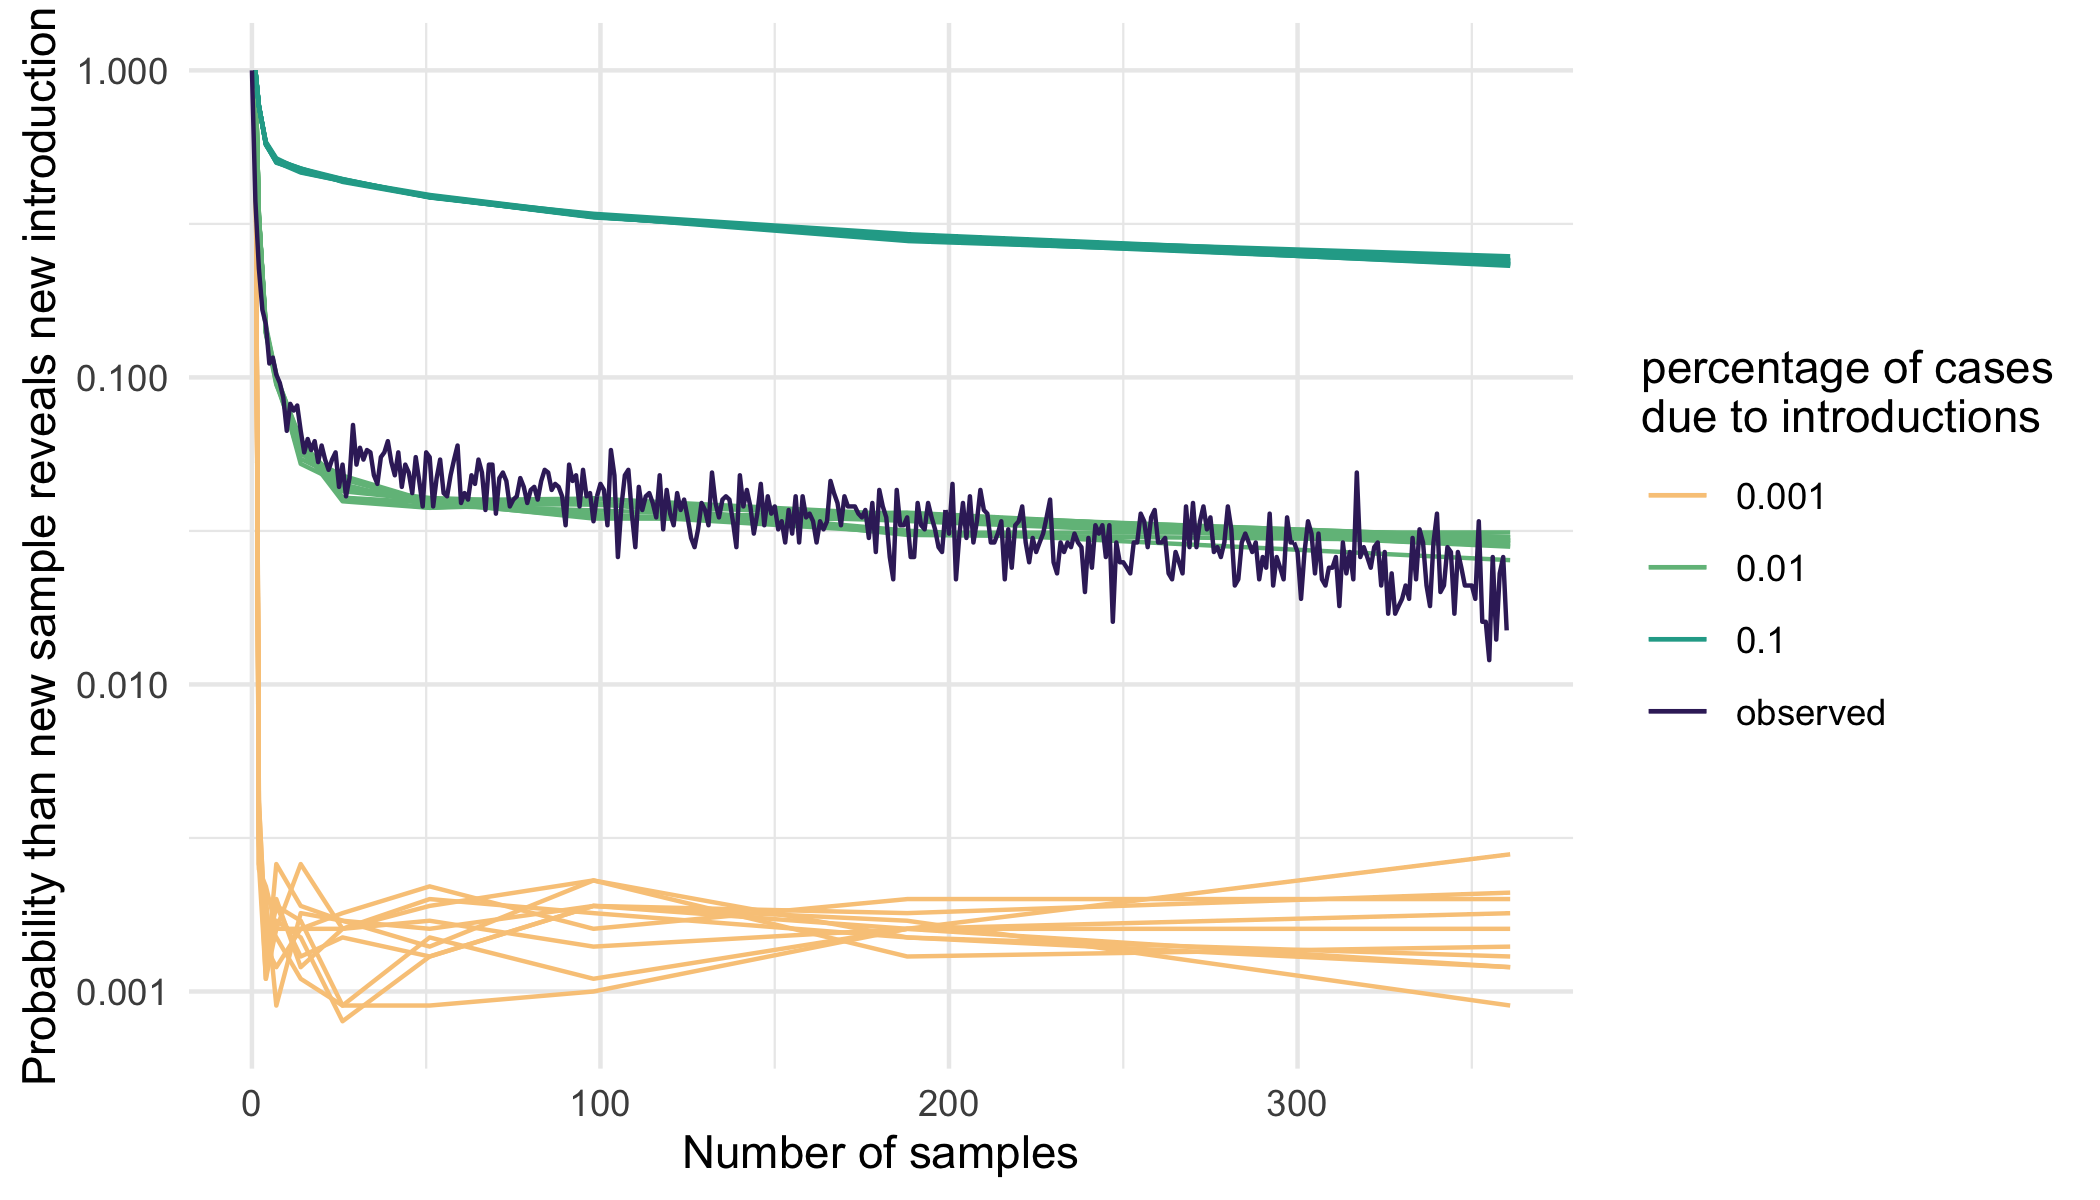 Probability than new sample reveals new introduction
1.000
0.100
0.010
0.001
0
100
200
300
Number of samples
percentage of cases
due to introductions
0.001
0.01
0.1
observed